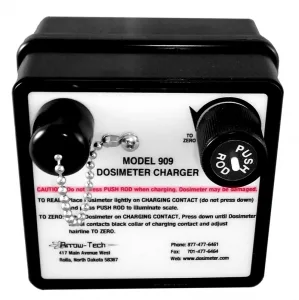 TO
ZERO
PUSH
ROD
MODEL 909
DOSIMETER CHARGER
CAUTION: Do not press PUSH ROD when charging. Dosimeter may be damaged.
TO READ: Place Dosimeter lightly on CHARGING CONTACT (do not press down)
and press PUSH ROD to illuminate scale.
TO ZERO: Dosimeter on CHARGING CONTACT, Press down until Dosimeter
contacts black collar of charging contact and adjust
hairline TO ZERO.
Arrow-Tech
417 Main Avenue West
Rolla, North Dakota 58367
Phone: 877-477-6461
Fax: 701-477-6464
Web: www.dosimeter.com